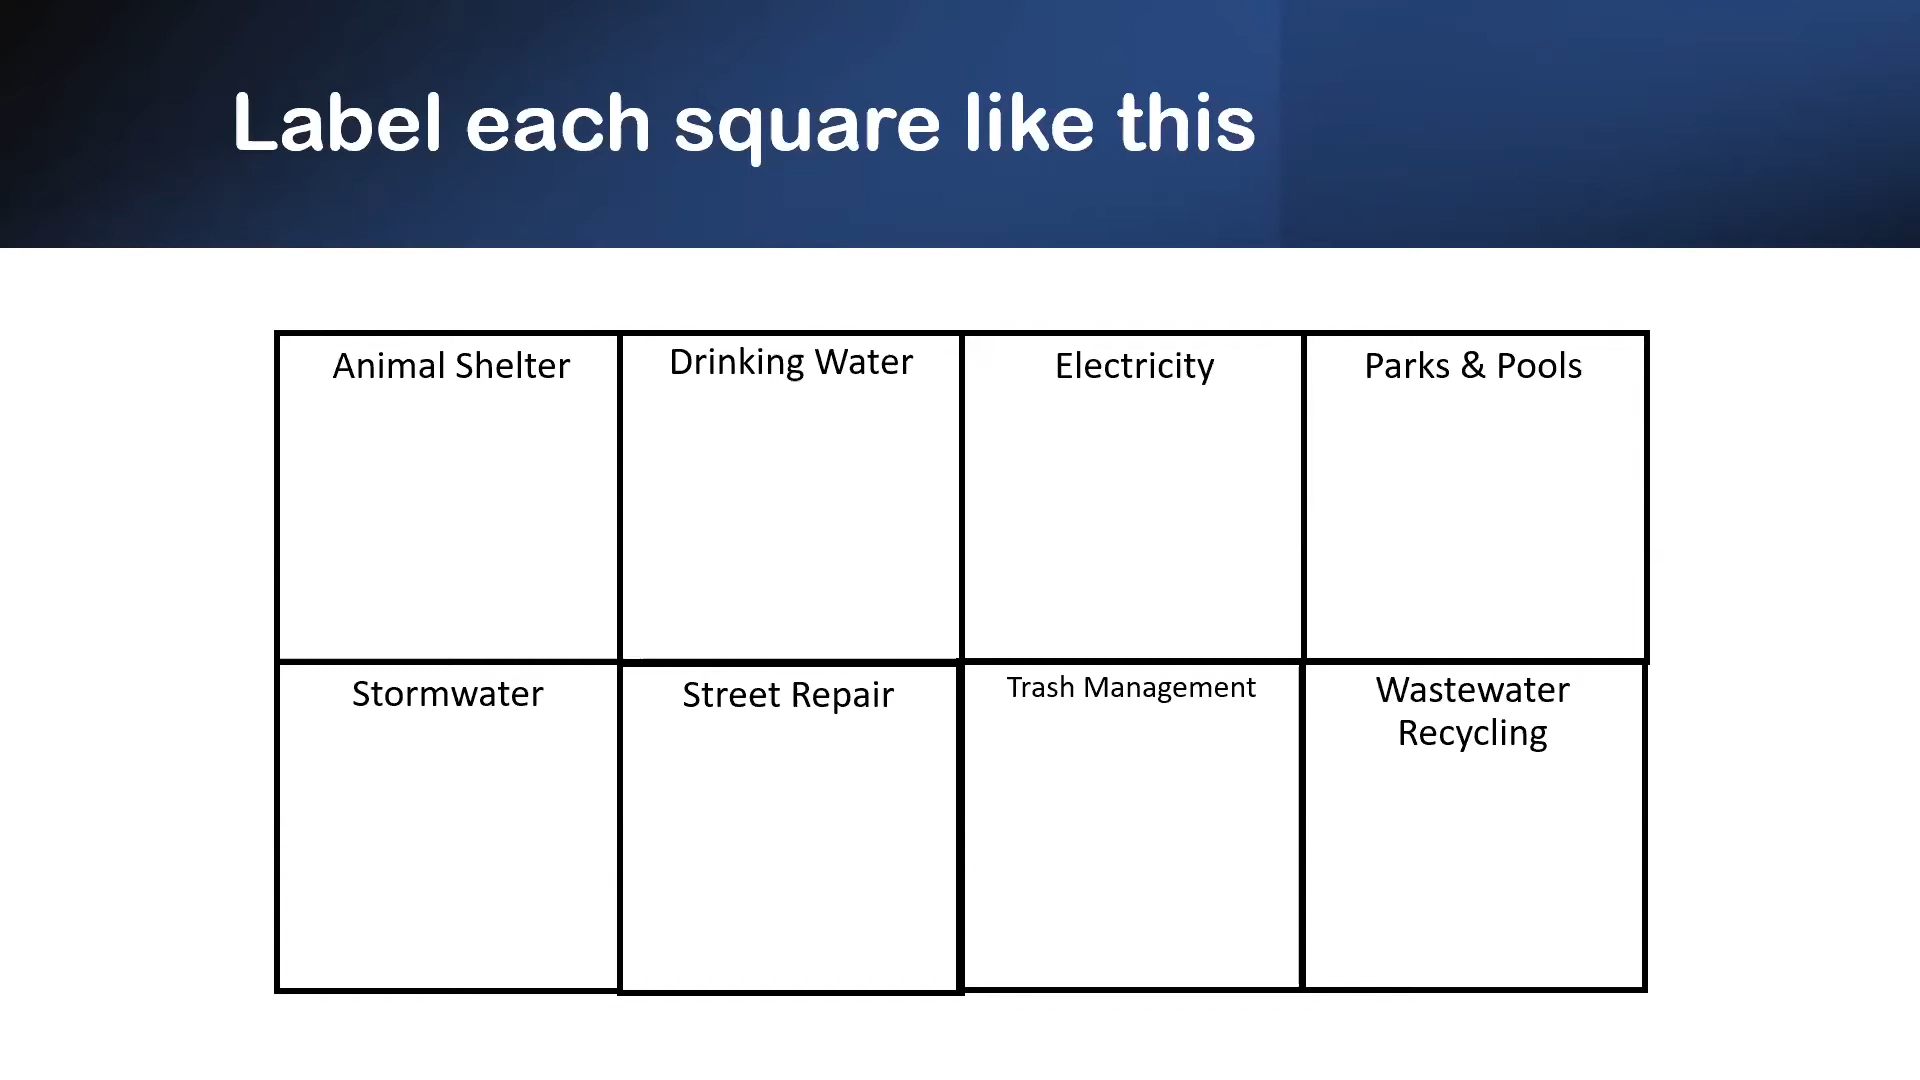 Label each square like this
Animal Shelter
Drinking Water
Electricity
Parks & Pools
Stormwater
Street Repair
Trash Management
Wastewater
Recycling